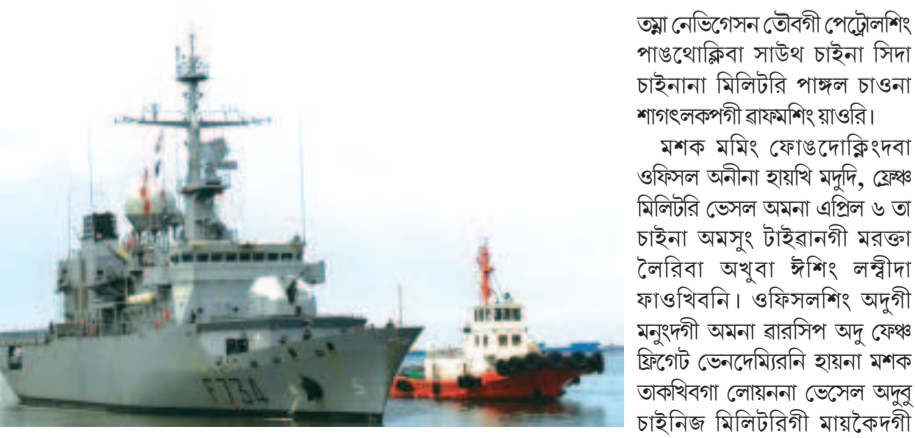 তম্না নেভিগেসন তৌবগী পেট্রোলশিং
পাঙথোক্লিবা সাউথ চাইনা সিদা
চাইনানা মিলিটরি পাঙ্গল চাওনা
শাগৎলকপগী ৱাফমশিং য়াওরি।
মশক মমিং ফোঙদোক্লিংদবা
ওফিসল অনীনা হায়খি মদুদি, ফ্রেঞ্চ
মিলিটরি ভেসল অমনা এপ্রিল ৬ তা
চাইনা অমসুং টাইৱানগী মরক্তা
লৈরিবা অখুবা ঈশিং লম্বীদা
ফাওখিবনি। ওফিসলশিং অদুগী
মনুংদগী অমনা ৱারসিপ অদু ফেঞ্চ
ফ্রিগেট ভেনদেম্যিরনি হায়না মশক
তাকখিবগা লোয়ননা ভেসেল অদুবু
চাইনিজ মিলিটরিগী মায়কৈদগী
F734